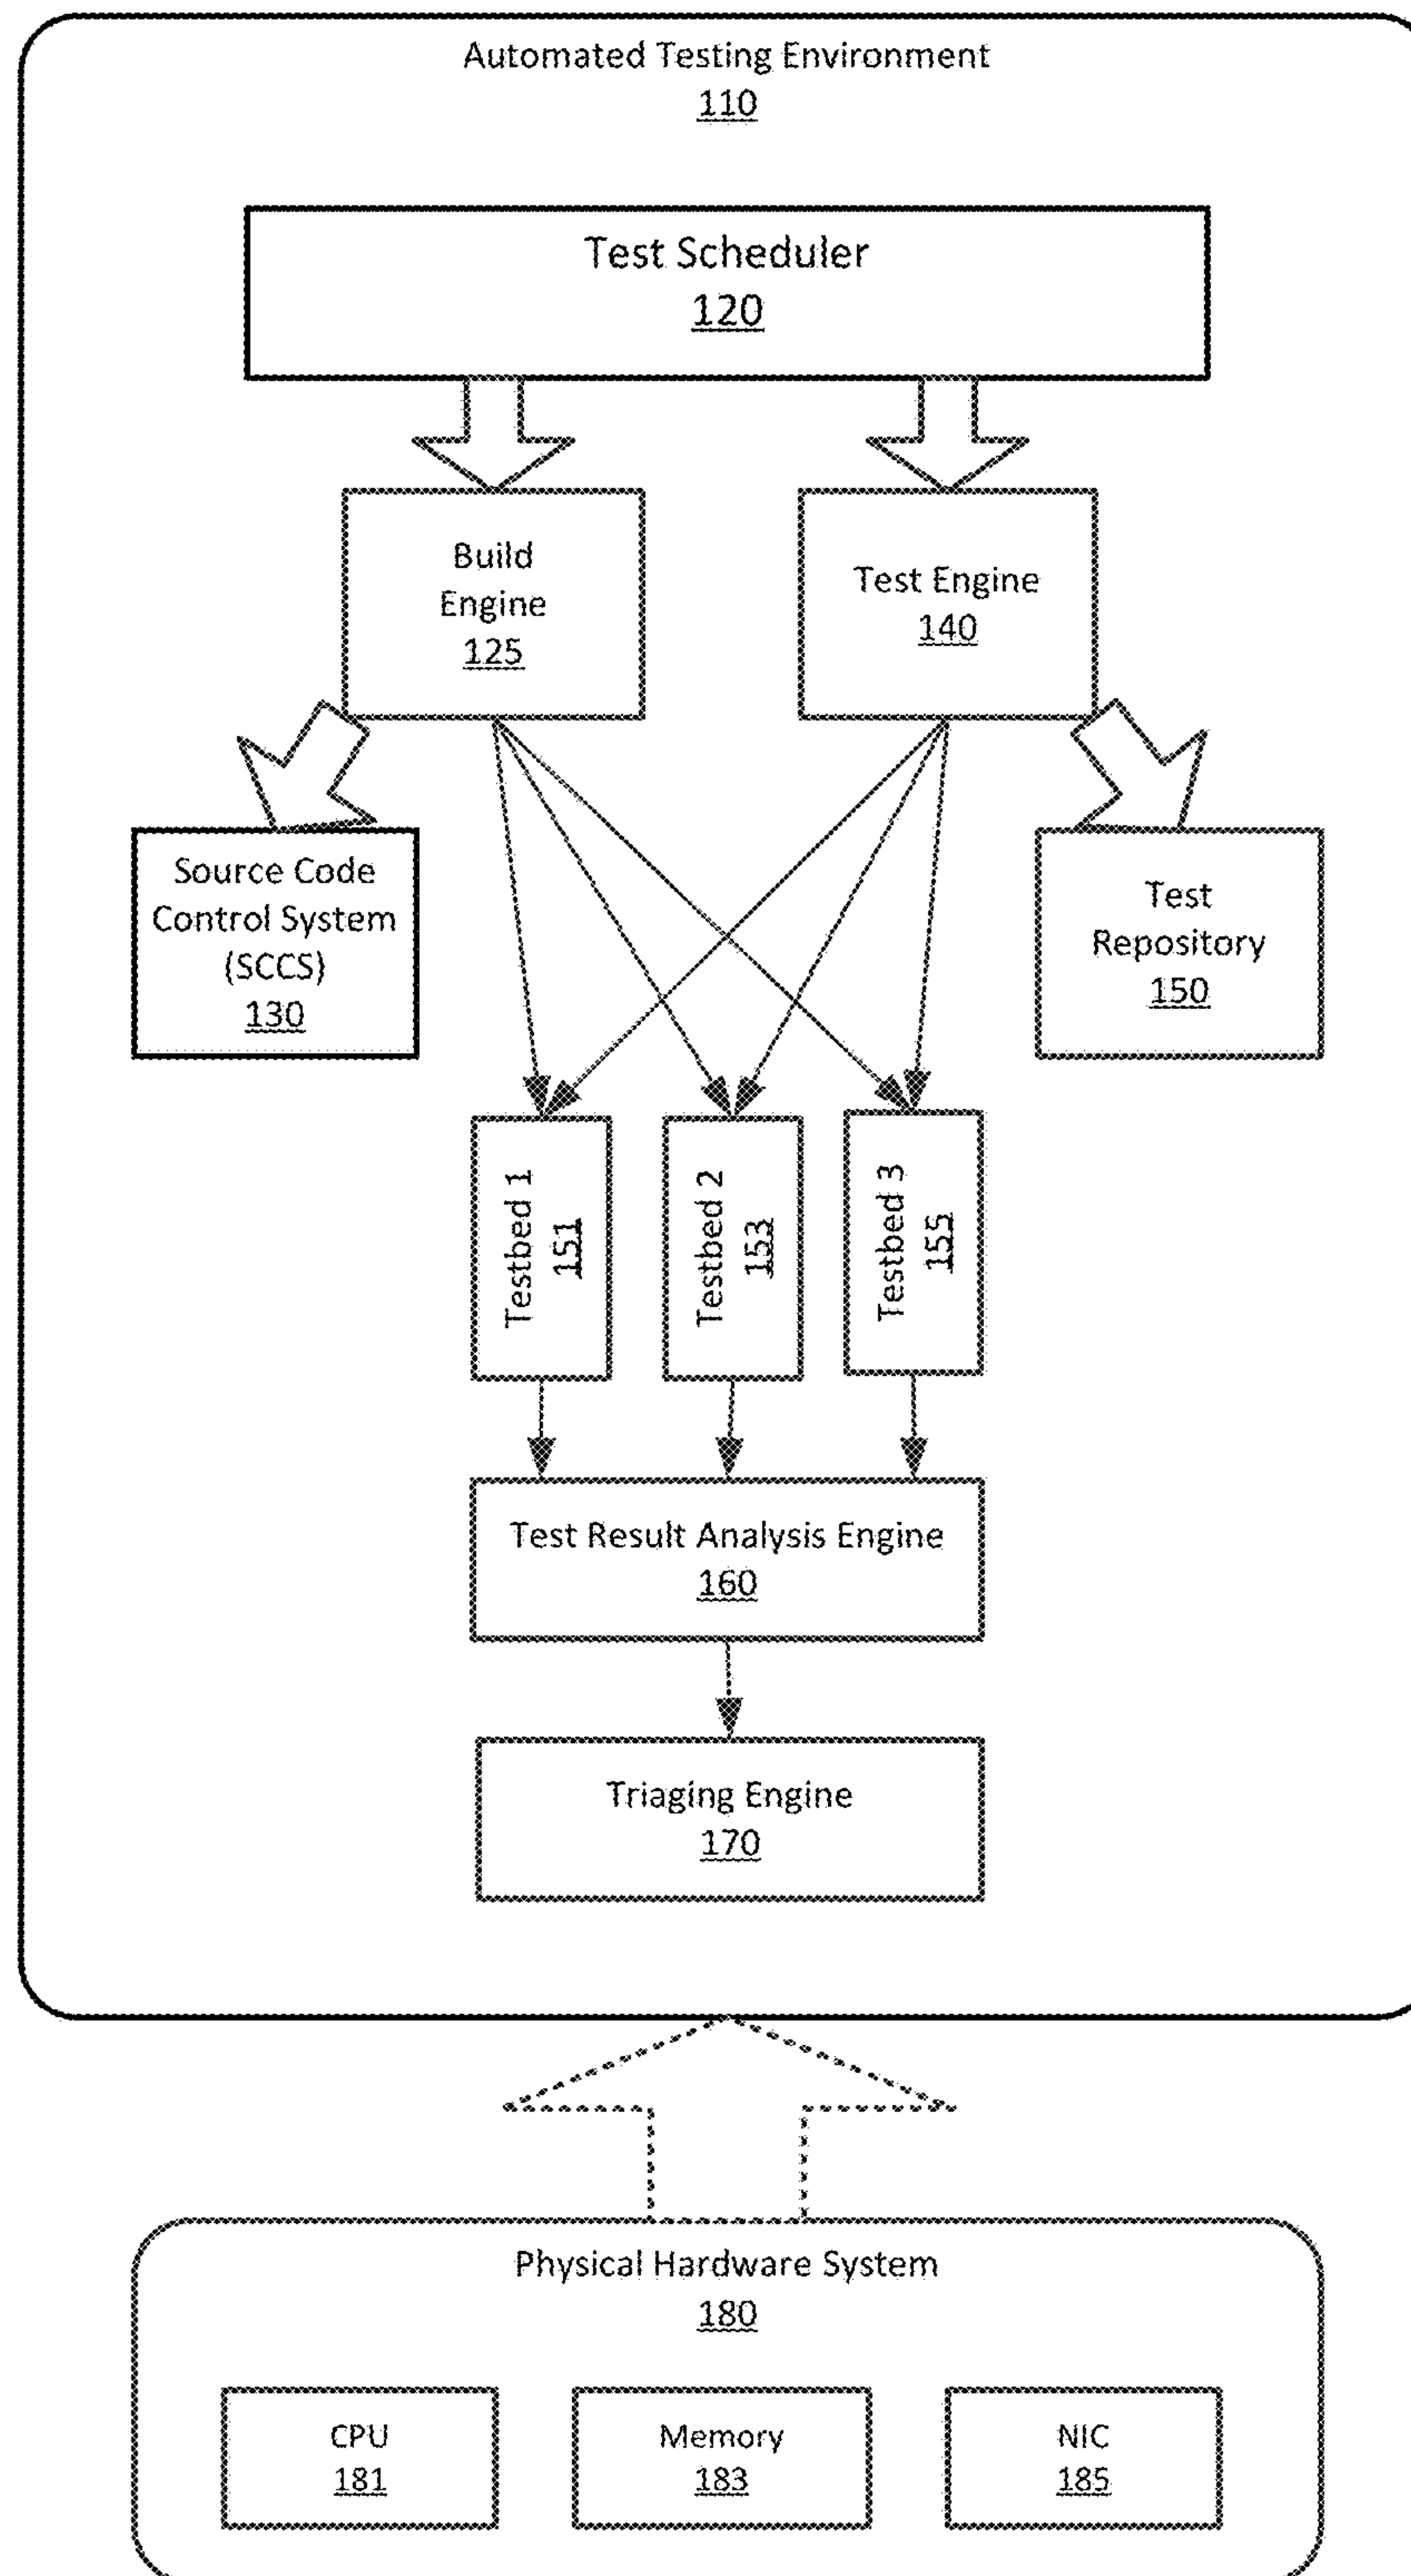 Automated Testing Environment
110
Test Scheduler
120
Build
Engine
125
Test Engine
140
Source Code
Control System
(SCCS)
130
Test
Repository
150
Testbed 1
151
Testbed 2
153
Testbed 3
155
Test Result Analysis Engine
160
Triaging Engine
170
Physical Hardware System
180
CPU
181
Memory
183
NIC
185